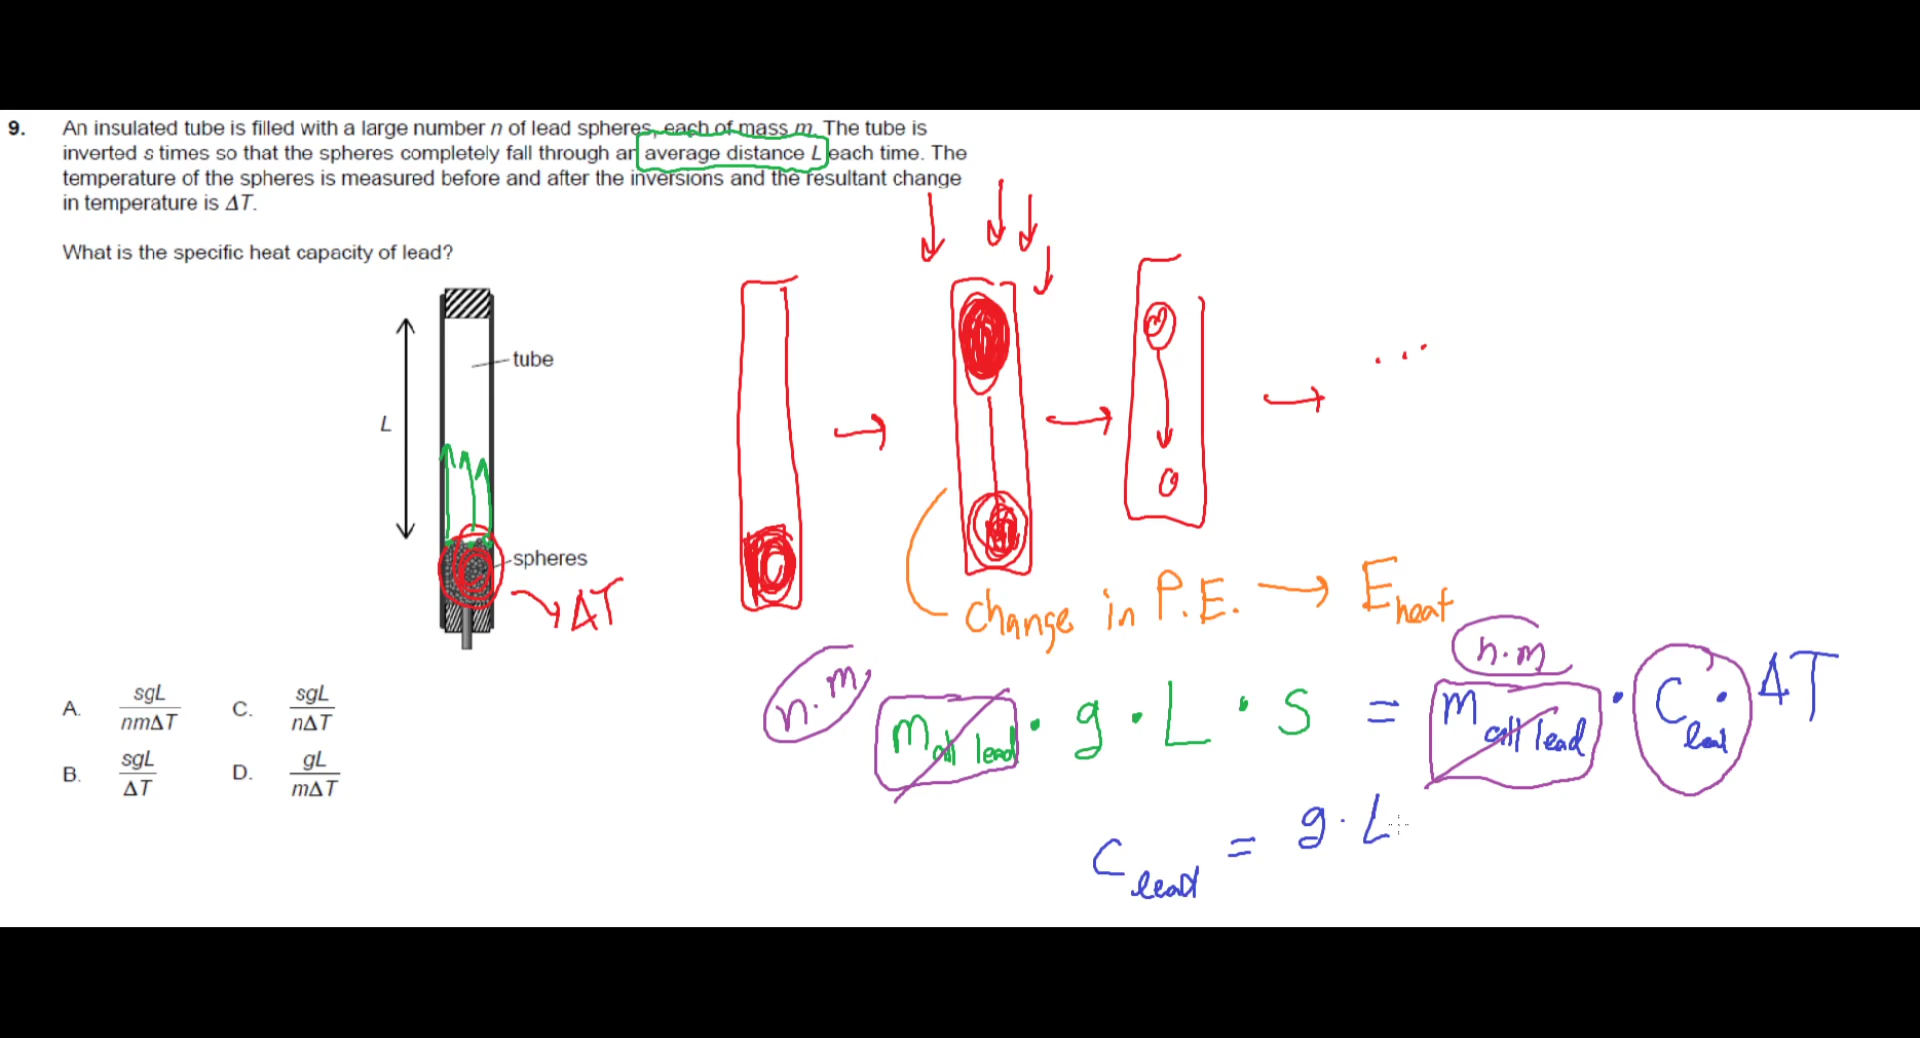 9. An insulated tube is filled with a large number n of lead spheres, each of mass m. The tube is
inverted s times so that the spheres completely fall through an average distance L each time. The
temperature of the spheres is measured before and after the inversions and the resultant change
in temperature is ΔT.
What is the specific heat capacity of lead?
tube
L
spheres
ΔT
...
Change in P.E. → E heat
n.m
n.m
m all lead · g · L · S = m all lead · C lead · ΔT
C lead = g · L
A. sgL / nmΔT C. sgL / nΔT
B. sgL / ΔT D. gL / mΔT